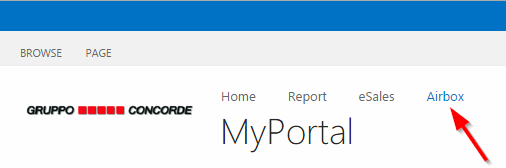 BROWSE PAGE
GRUPPO CONCORDE
Home Report eSales Airbox
MyPortal